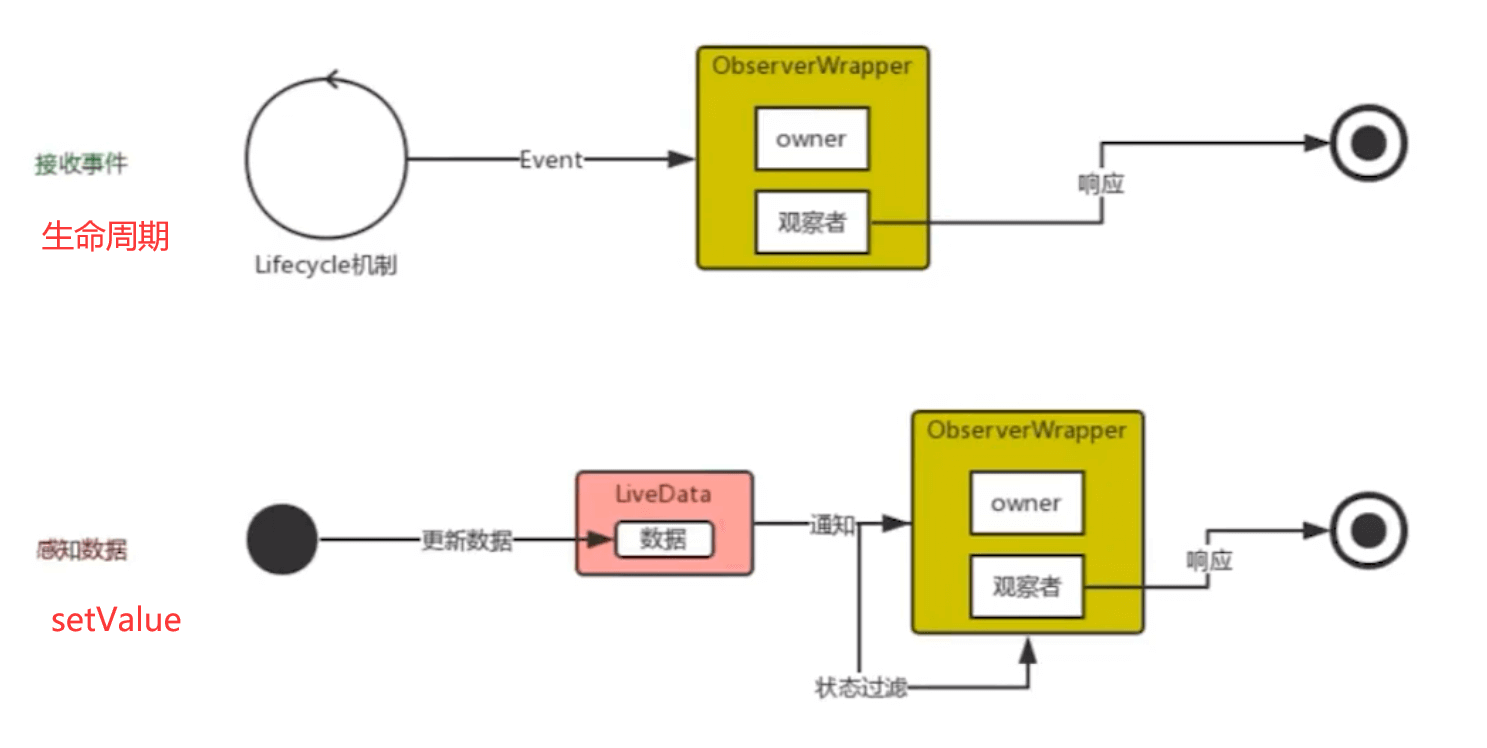 ObserverWrapper
owner
接收事件
Event
响应
观察者
生命周期
Lifecycle机制
ObserverWrapper
LiveData
owner
通知
更新数据
数据
感知数据
响应
观察者
setValue
状态过滤